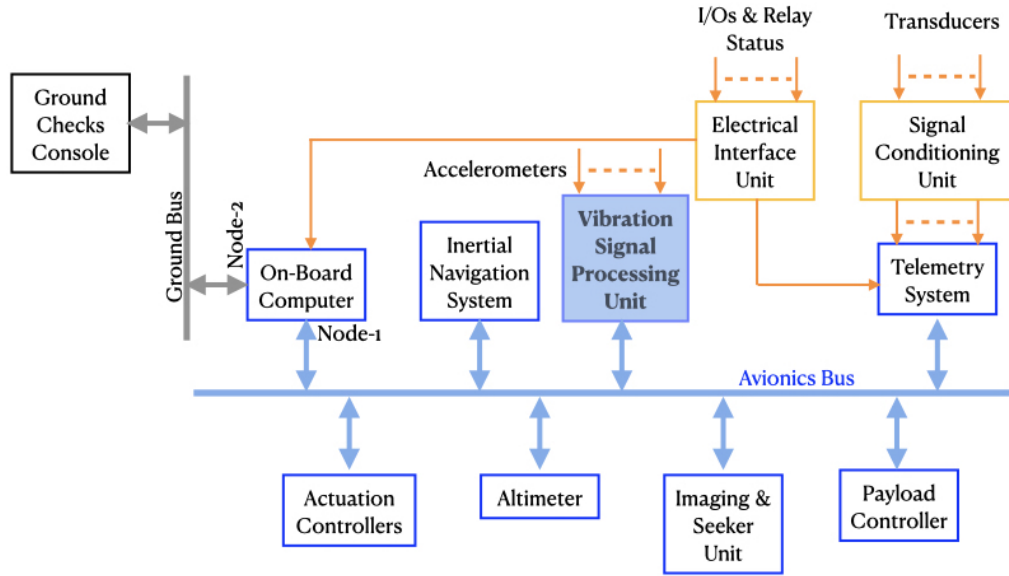 I/Os & Relay
Status
Transducers
Ground
Checks
Console
Electrical
Interface
Unit
Signal
Conditioning
Unit
Accelerometers
Ground Bus
Node-2
On-Board
Computer
Inertial
Navigation
System
Vibration
Signal
Processing
Unit
Telemetry
System
Node-1
Avionics Bus
Actuation
Controllers
Altimeter
Imaging &
Seeker
Unit
Payload
Controller